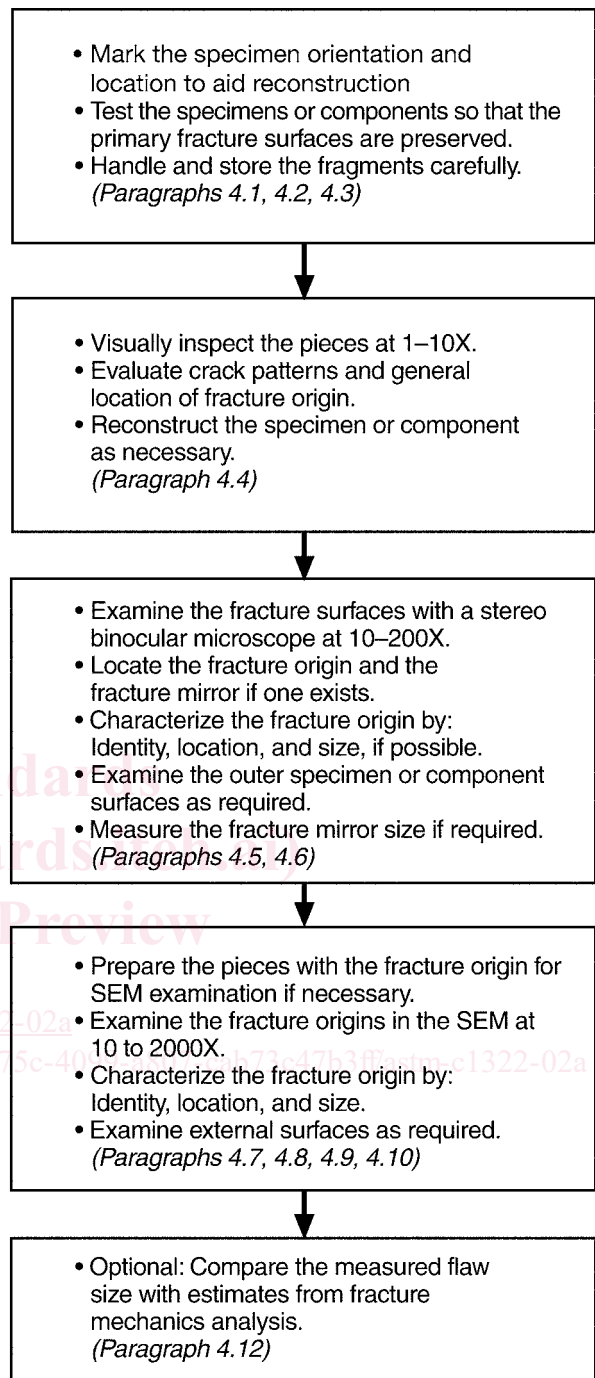 • Mark the specimen orientation and
location to aid reconstruction
• Test the specimens or components so that the
primary fracture surfaces are preserved.
• Handle and store the fragments carefully.
(Paragraphs 4.1, 4.2, 4.3)
• Visually inspect the pieces at 1–10X.
• Evaluate crack patterns and general
location of fracture origin.
• Reconstruct the specimen or component
as necessary.
(Paragraph 4.4)
• Examine the fracture surfaces with a stereo
binocular microscope at 10–200X.
• Locate the fracture origin and the
fracture mirror if one exists.
• Characterize the fracture origin by:
Identity, location, and size, if possible.
• Examine the outer specimen or component
surfaces as required.
• Measure the fracture mirror size if required.
(Paragraphs 4.5, 4.6)
ndards
ards.iteh.ai)
Preview
• Prepare the pieces with the fracture origin for
SEM examination if necessary.
• Examine the fracture origins in the SEM at
10 to 2000X.
• Characterize the fracture origin by:
Identity, location, and size.
• Examine external surfaces as required.
(Paragraphs 4.7, 4.8, 4.9, 4.10)
2-02a
• Optional: Compare the measured flaw
size with estimates from fracture
mechanics analysis.
(Paragraph 4.12)